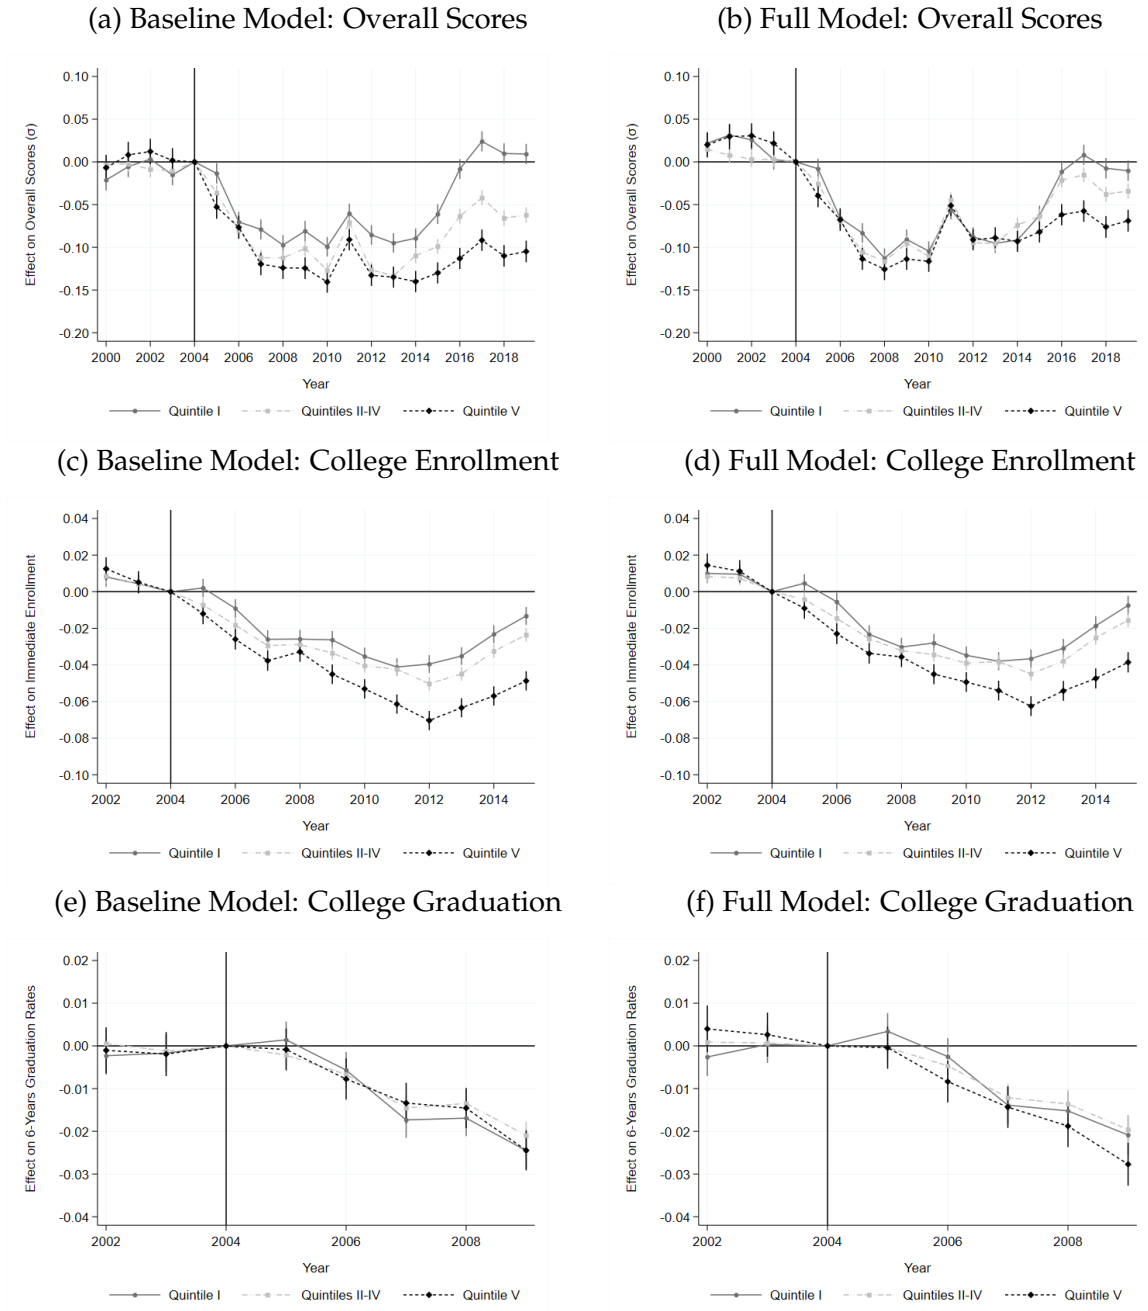 (a) Baseline Model: Overall Scores
(b) Full Model: Overall Scores
Effect on Overall Scores (σ)
0.10
0.05
0.00
-0.05
-0.10
-0.15
-0.20
2000 2002 2004 2006 2008 2010 2012 2014 2016 2018
Year
Quintile I Quintiles II-IV Quintile V
Effect on Overall Scores (σ)
0.10
0.05
0.00
-0.05
-0.10
-0.15
-0.20
2000 2002 2004 2006 2008 2010 2012 2014 2016 2018
Year
Quintile I Quintiles II-IV Quintile V
(c) Baseline Model: College Enrollment
(d) Full Model: College Enrollment
Effect on Immediate Enrollment
0.04
0.02
0.00
-0.02
-0.04
-0.06
-0.08
-0.10
2002 2004 2006 2008 2010 2012 2014
Year
Quintile I Quintiles II-IV Quintile V
Effect on Immediate Enrollment
0.04
0.02
0.00
-0.02
-0.04
-0.06
-0.08
-0.10
2002 2004 2006 2008 2010 2012 2014
Year
Quintile I Quintiles II-IV Quintile V
(e) Baseline Model: College Graduation
(f) Full Model: College Graduation
Effect on 6-Years Graduation Rates
0.02
0.01
0.00
-0.01
-0.02
-0.03
-0.04
2002 2004 2006 2008
Year
Quintile I Quintiles II-IV Quintile V
Effect on 6-Years Graduation Rates
0.02
0.01
0.00
-0.01
-0.02
-0.03
-0.04
2002 2004 2006 2008
Year
Quintile I Quintiles II-IV Quintile V